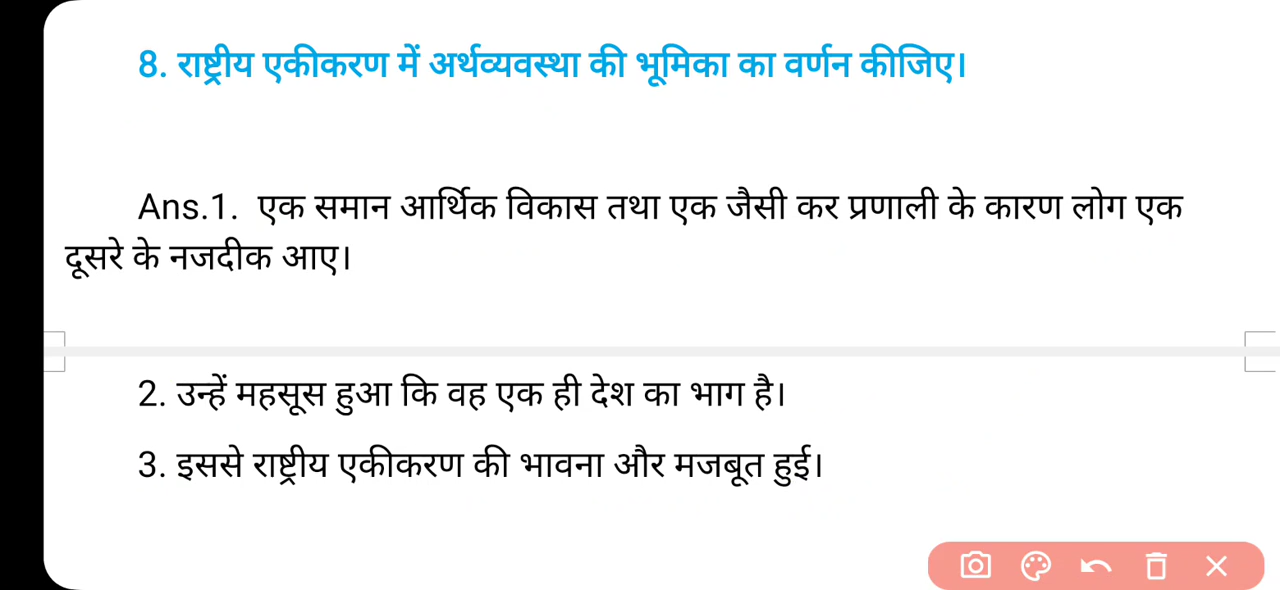 8. राष्ट्रीय एकीकरण में अर्थव्यवस्था की भूमिका का वर्णन कीजिए।
Ans.1. एक समान आर्थिक विकास तथा एक जैसी कर प्रणाली के कारण लोग एक
दूसरे के नजदीक आए।
2. उन्हें महसूस हुआ कि वह एक ही देश का भाग है।
3. इससे राष्ट्रीय एकीकरण की भावना और मजबूत हुई।